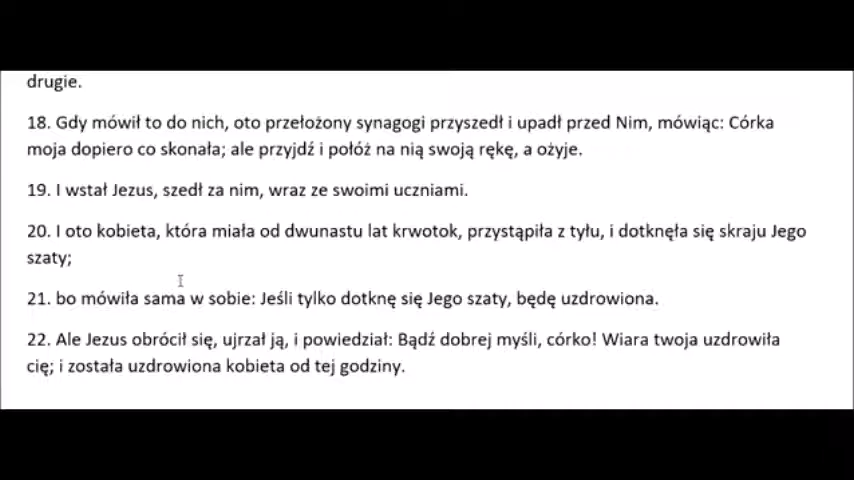 drugie.
18. Gdy mówił to do nich, oto przełożony synagogi przyszedł i upadł przed Nim, mówiąc: Córka
moja dopiero co skonała; ale przyjdź i połóż na nią swoją rękę, a ożyje.
19. I wstał Jezus, szedł za nim, wraz ze swoimi uczniami.
20. I oto kobieta, która miała od dwunastu lat krwotok, przystąpiła z tyłu, i dotknęła się skraju Jego
szaty;
21. bo mówiła sama w sobie: Jeśli tylko dotknę się Jego szaty, będę uzdrowiona.
22. Ale Jezus obrócił się, ujrzał ją, i powiedział: Bądź dobrej myśli, córko! Wiara twoja uzdrowiła
cię; i została uzdrowiona kobieta od tej godziny.